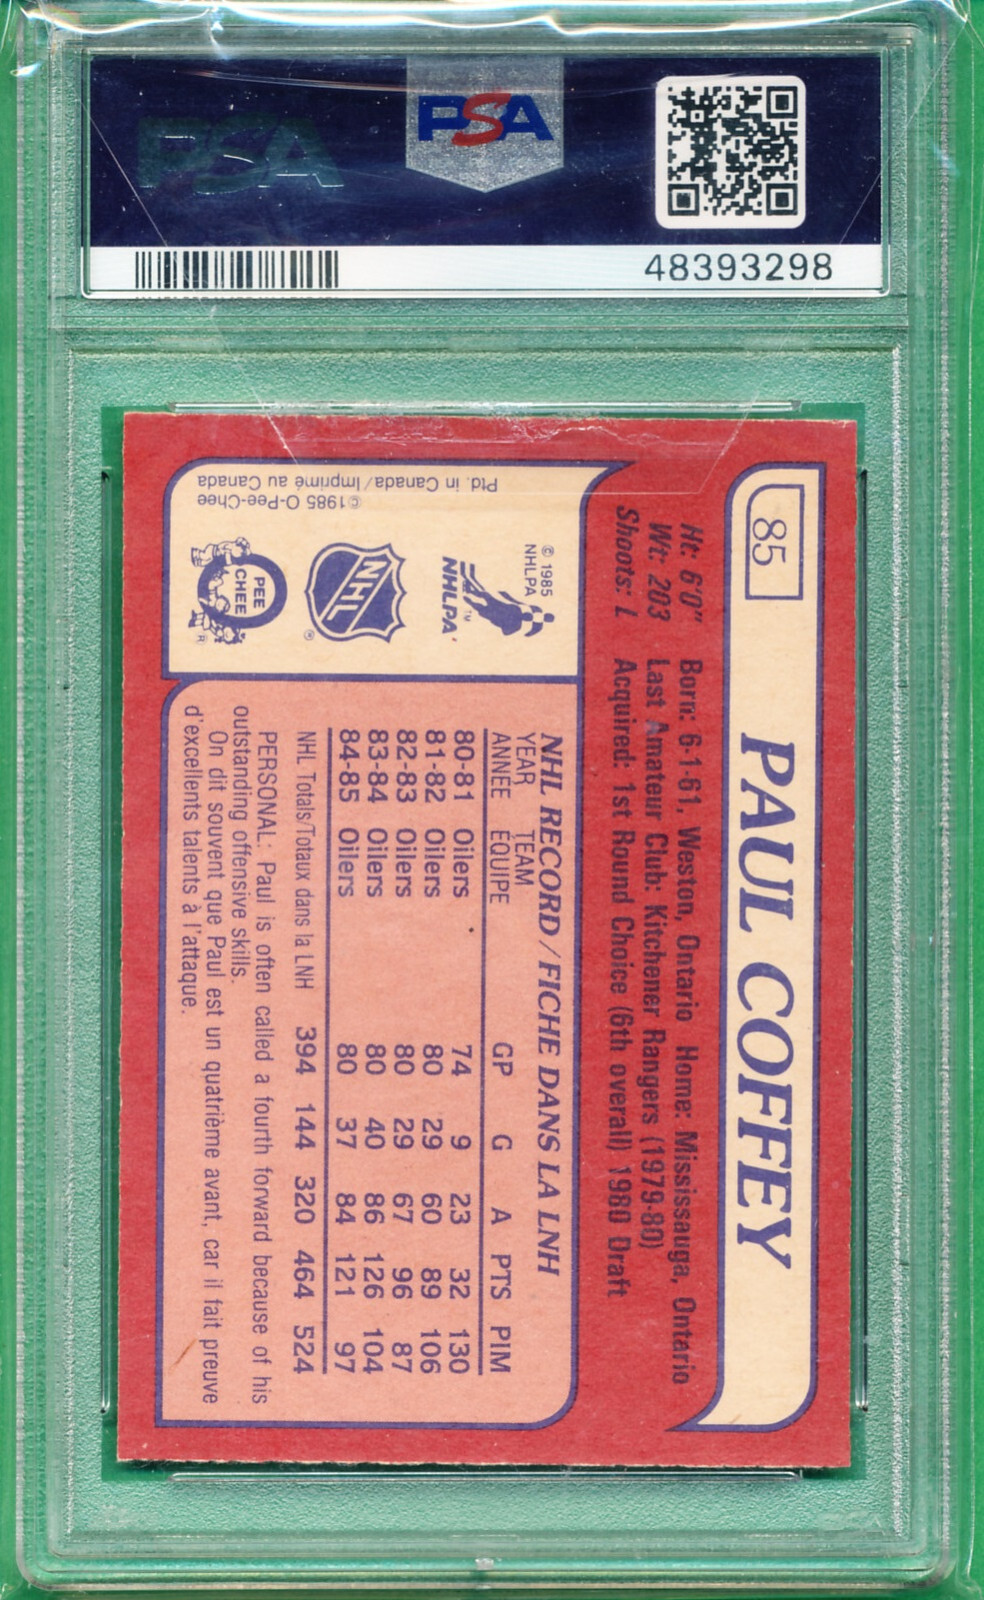 PSA
PSA
48393298
85
PAUL COFFEY
Ht: 6'0" Born: 6-1-61, Weston, Ontario Home: Mississauga, Ontario
Wt: 203 Last Amateur Club: Kitchener Rangers (1979-80)
Shoots: L Acquired: 1st Round Choice (6th overall) 1980 Draft
© 1985
NHLPA
NHLPA
TM
NHL
®
PEE
CHEE
®
©1985 O-Pee-Chee
Ptd. in Canada/Imprimé au Canada
NHL RECORD/FICHE DANS LA LNH
YEAR TEAM
ANNEE EQUIPE GP G A PTS PIM
80-81 Oilers 74 9 23 32 130
81-82 Oilers 80 29 60 89 106
82-83 Oilers 80 29 67 96 87
83-84 Oilers 80 40 86 126 104
84-85 Oilers 80 37 84 121 97
NHL Totals/Totaux dans la LNH 394 144 320 464 524
PERSONAL: Paul is often called a fourth forward because of his
outstanding offensive skills.
On dit souvent que Paul est un quatrième avant, car il fait preuve
d'excellents talents à l'attaque.